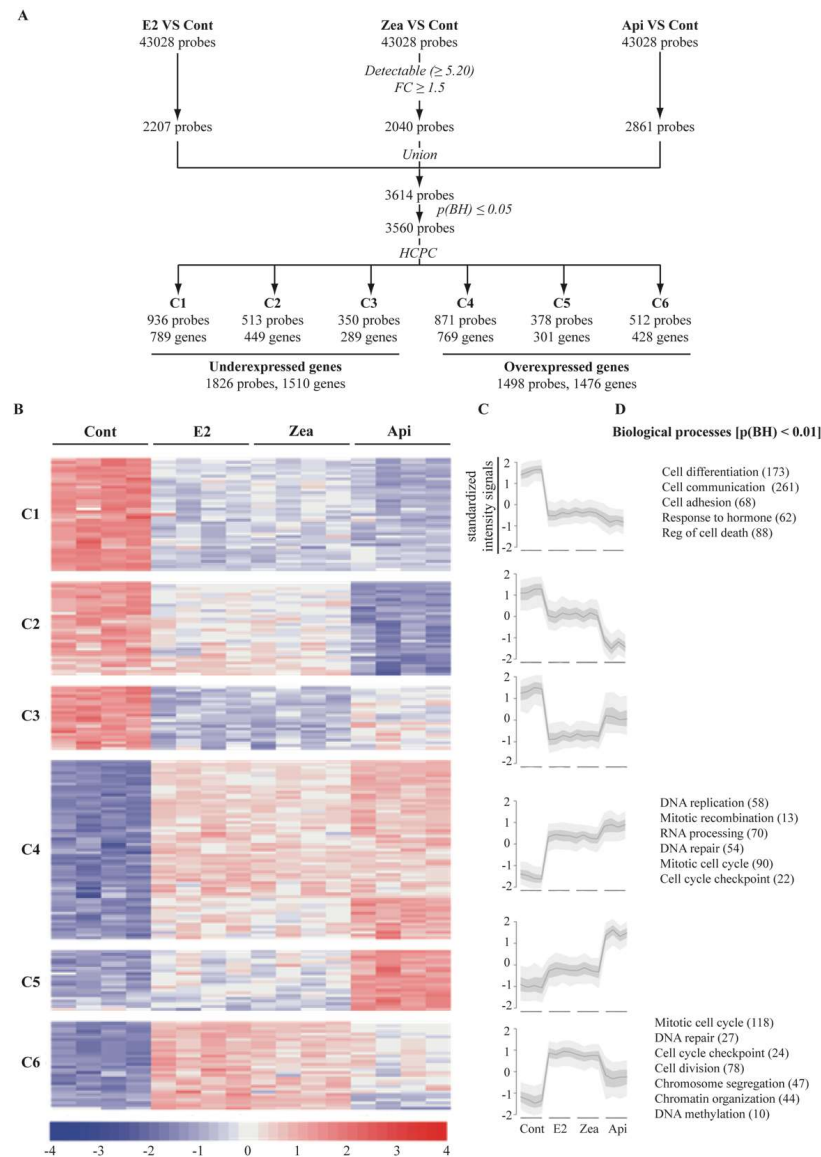 A
E2 VS Cont Zea VS Cont Api VS Cont
43028 probes 43028 probes 43028 probes
Detectable (≥ 5.20)
FC ≥ 1.5
2207 probes 2040 probes 2861 probes
Union
3614 probes
p(BH) ≤ 0.05
3560 probes
HCPC
C1 C2 C3 C4 C5 C6
936 probes 513 probes 350 probes 871 probes 378 probes 512 probes
789 genes 449 genes 289 genes 769 genes 301 genes 428 genes
Underexpressed genes Overexpressed genes
1826 probes, 1510 genes 1498 probes, 1476 genes
B
Cont E2 Zea Api
C1
C2
C3
C4
C5
C6
-4 -3 -2 -1 0 1 2 3 4
C
standardized
intensity signals
2
1
0
-1
-2
2
1
0
-1
-2
2
1
0
-1
-2
2
1
0
-1
-2
2
1
0
-1
-2
2
1
0
-1
-2
Cont E2 Zea Api
D
Biological processes [p(BH) < 0.01]
Cell differentiation (173)
Cell communication (261)
Cell adhesion (68)
Response to hormone (62)
Reg of cell death (88)
DNA replication (58)
Mitotic recombination (13)
RNA processing (70)
DNA repair (54)
Mitotic cell cycle (90)
Cell cycle checkpoint (22)
Mitotic cell cycle (118)
DNA repair (27)
Cell cycle checkpoint (24)
Cell division (78)
Chromosome segregation (47)
Chromatin organization (44)
DNA methylation (10)